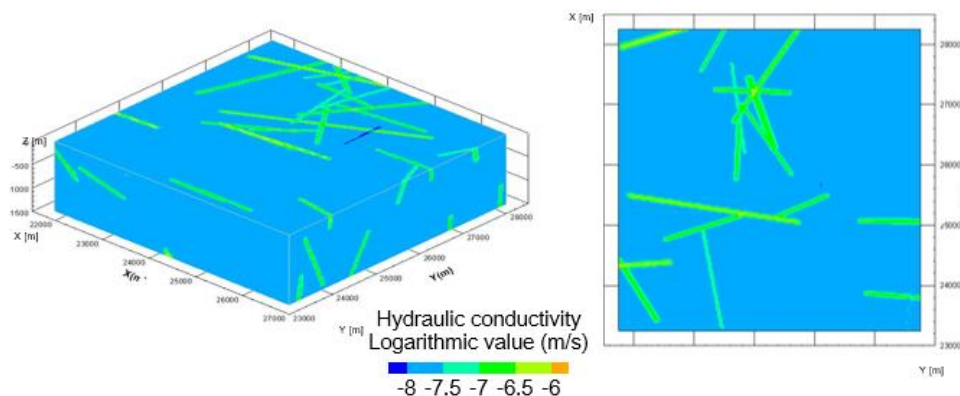 Z [m]
-500
1000
1500
X [m]
22000
23000
24000
X(m
25000
26000
27000
23000
Y [m]
24000
25000
Y(m)
26000
27000
28000
Hydraulic conductivity
Logarithmic value (m/s)
-8 -7.5 -7 -6.5 -6
X [m]
28000
27000
26000
25000
24000
23000
Y [m]